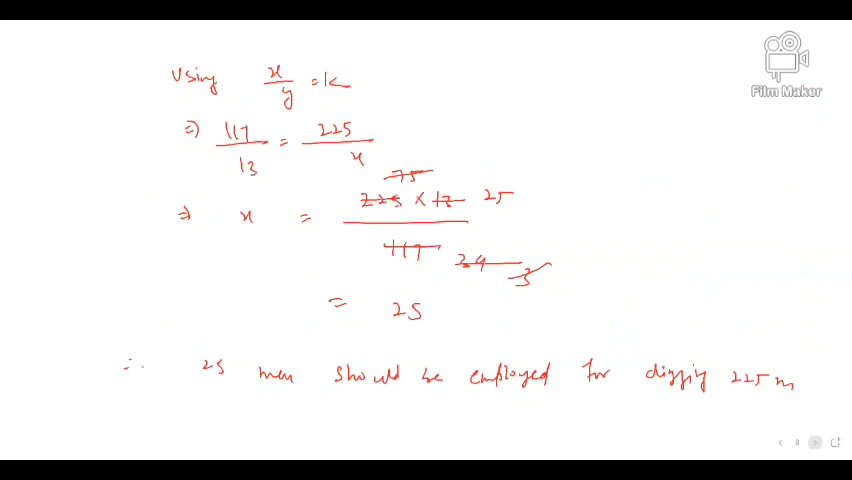 Film Maker
Using x/y = k
=) 117/13 = 225/x
=) x = 225 × 13 / 117
75
25
39
3
= 25
∴ 25 men should be employed for digging 225 m
8